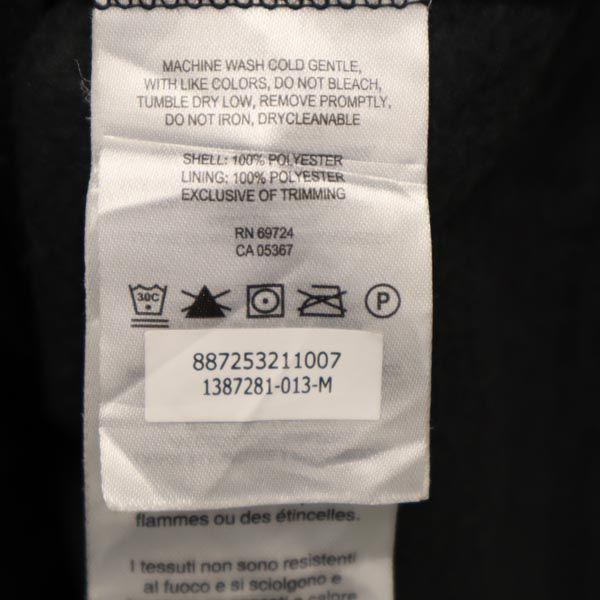 MACHINE WASH COLD GENTLE,
WITH LIKE COLORS, DO NOT BLEACH,
TUMBLE DRY LOW, REMOVE PROMPTLY,
DO NOT IRON, DRYCLEANABLE
SHELL: 100% POLYESTER
LINING: 100% POLYESTER
EXCLUSIVE OF TRIMMING
RN 69724
CA 05367
30C
P
887253211007
1387281-013-M
flammes ou des étincelles.
I tessuti non sono resistenti
al fuoco e si sciolgono e
calore